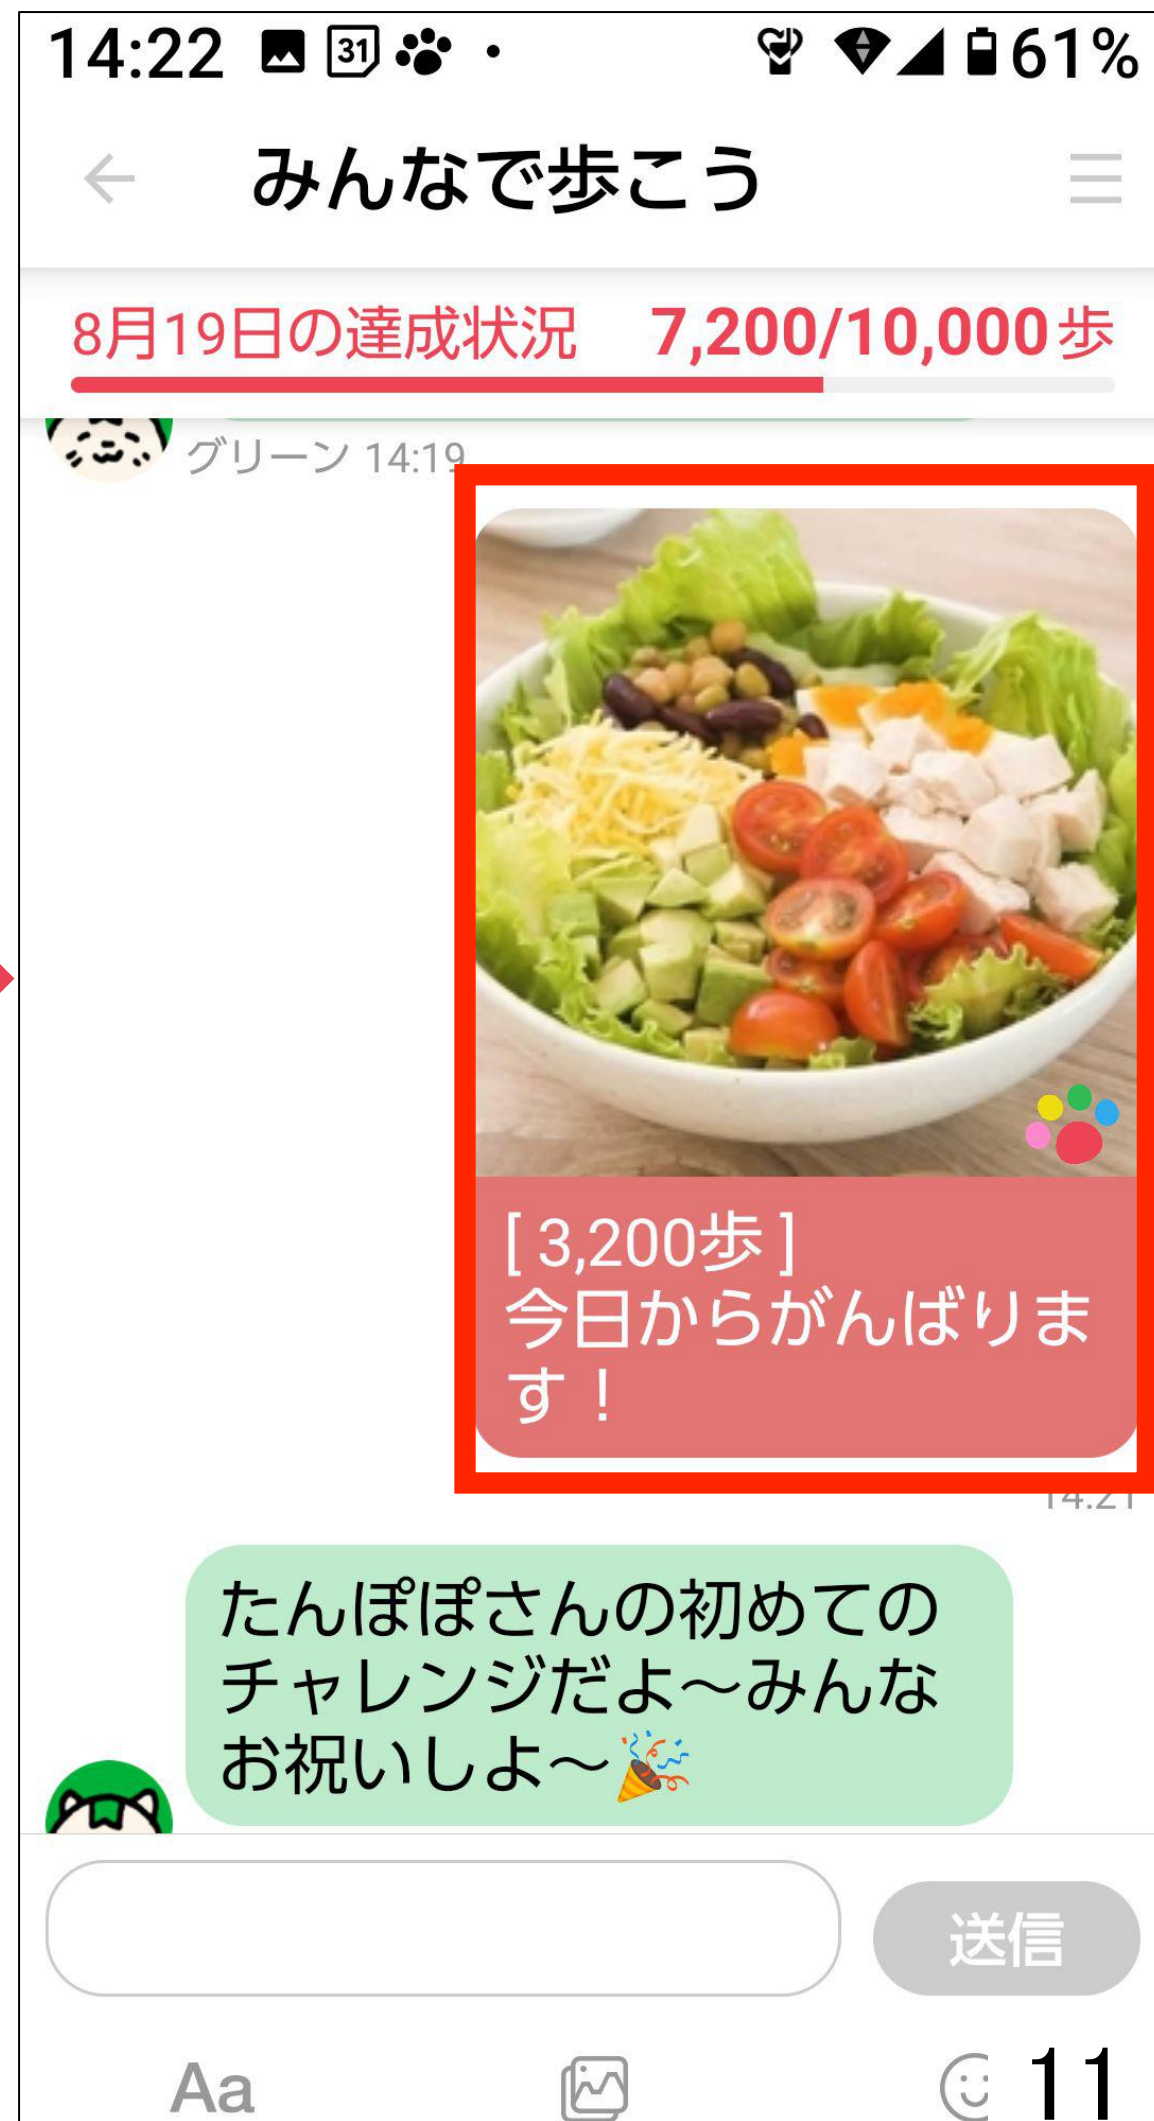 14:22 31 61%
みんなで歩こう
8月19日の達成状況 7,200/10,000歩
グリーン 14:19
[ 3,200歩 ]
今日からがんばりま
す！
14:21
たんぽぽさんの初めての
チャレンジだよ～みんな
お祝いしよ～🎉
送信
Aa
11